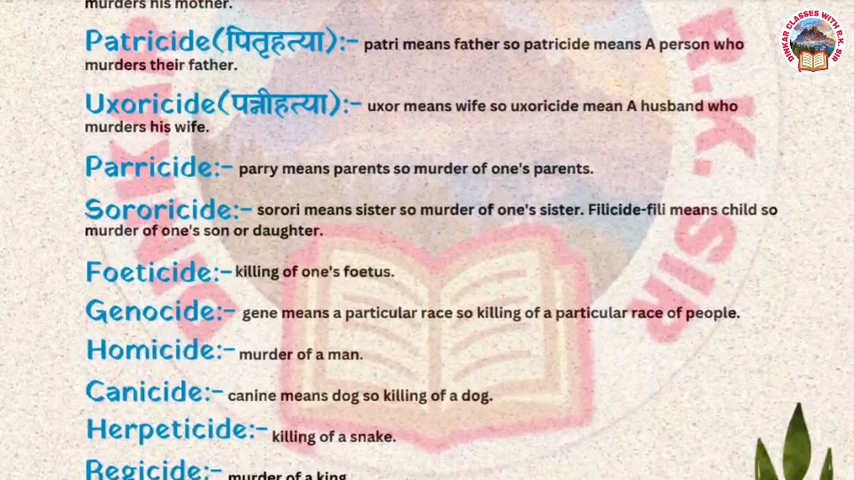 murders his mother.
Patricide(पितृहत्या):- patri means father so patricide means A person who
murders their father.
Uxoricide(पत्नीहत्या):- uxor means wife so uxoricide mean A husband who
murders his wife.
Parricide:- parry means parents so murder of one's parents.
Sororicide:- sorori means sister so murder of one's sister. Filicide-fili means child so
murder of one's son or daughter.
Foeticide:- killing of one's foetus.
Genocide:- gene means a particular race so killing of a particular race of people.
Homicide:- murder of a man.
Canicide:- canine means dog so killing of a dog.
Herpeticide:- killing of a snake.
Regicide:- murder of a king
DINKAR CLASSES WITH R.K. SIR
R.K. SIR